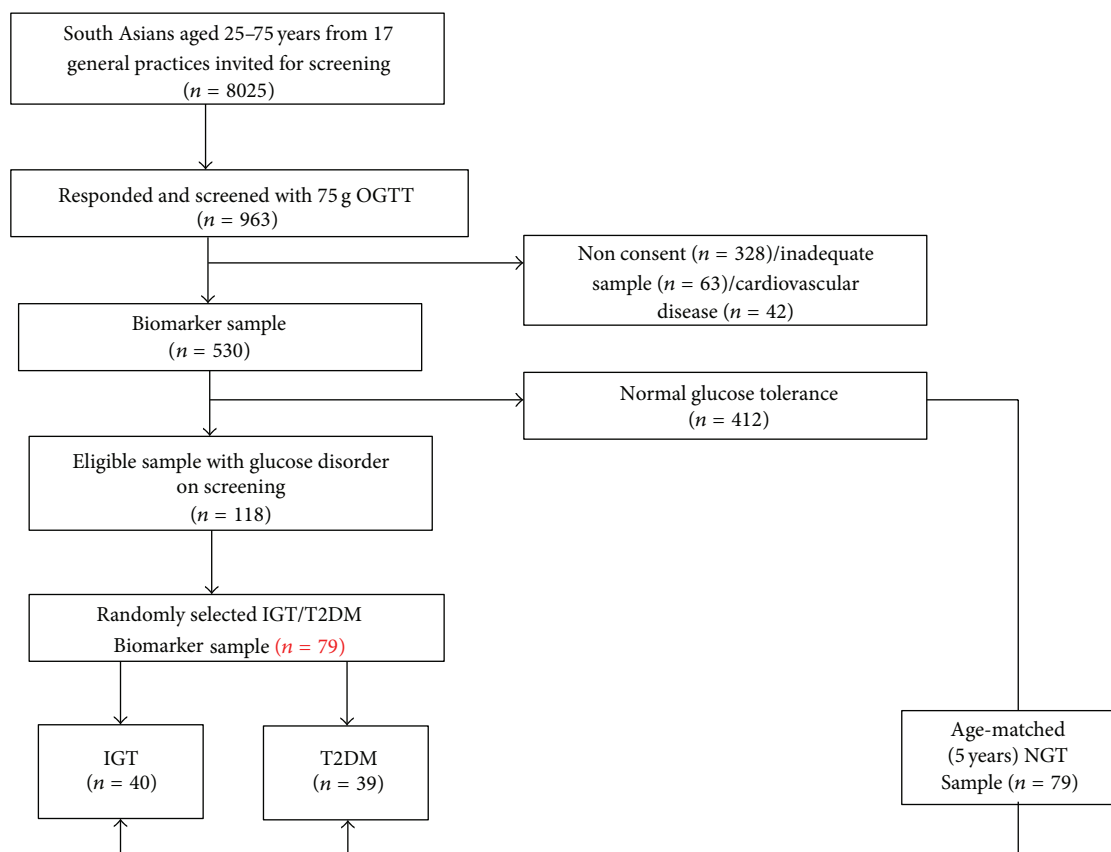 South Asians aged 25–75 years from 17
general practices invited for screening
(n = 8025)
Responded and screened with 75 g OGTT
(n = 963)
Non consent (n = 328)/inadequate
sample (n = 63)/cardiovascular
disease (n = 42)
Biomarker sample
(n = 530)
Normal glucose tolerance
(n = 412)
Eligible sample with glucose disorder
on screening
(n = 118)
Randomly selected IGT/T2DM
Biomarker sample (n = 79)
IGT
(n = 40)
T2DM
(n = 39)
Age-matched
(5 years) NGT
Sample (n = 79)